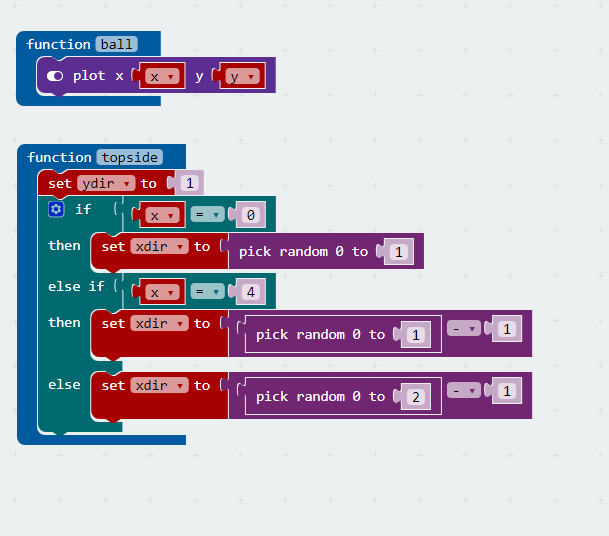 function ball
plot x x y y
function topside
set ydir to 1
if x = 0
then set xdir to pick random 0 to 1
else if x = 4
then set xdir to pick random 0 to 1 - 1
else set xdir to pick random 0 to 2 - 1